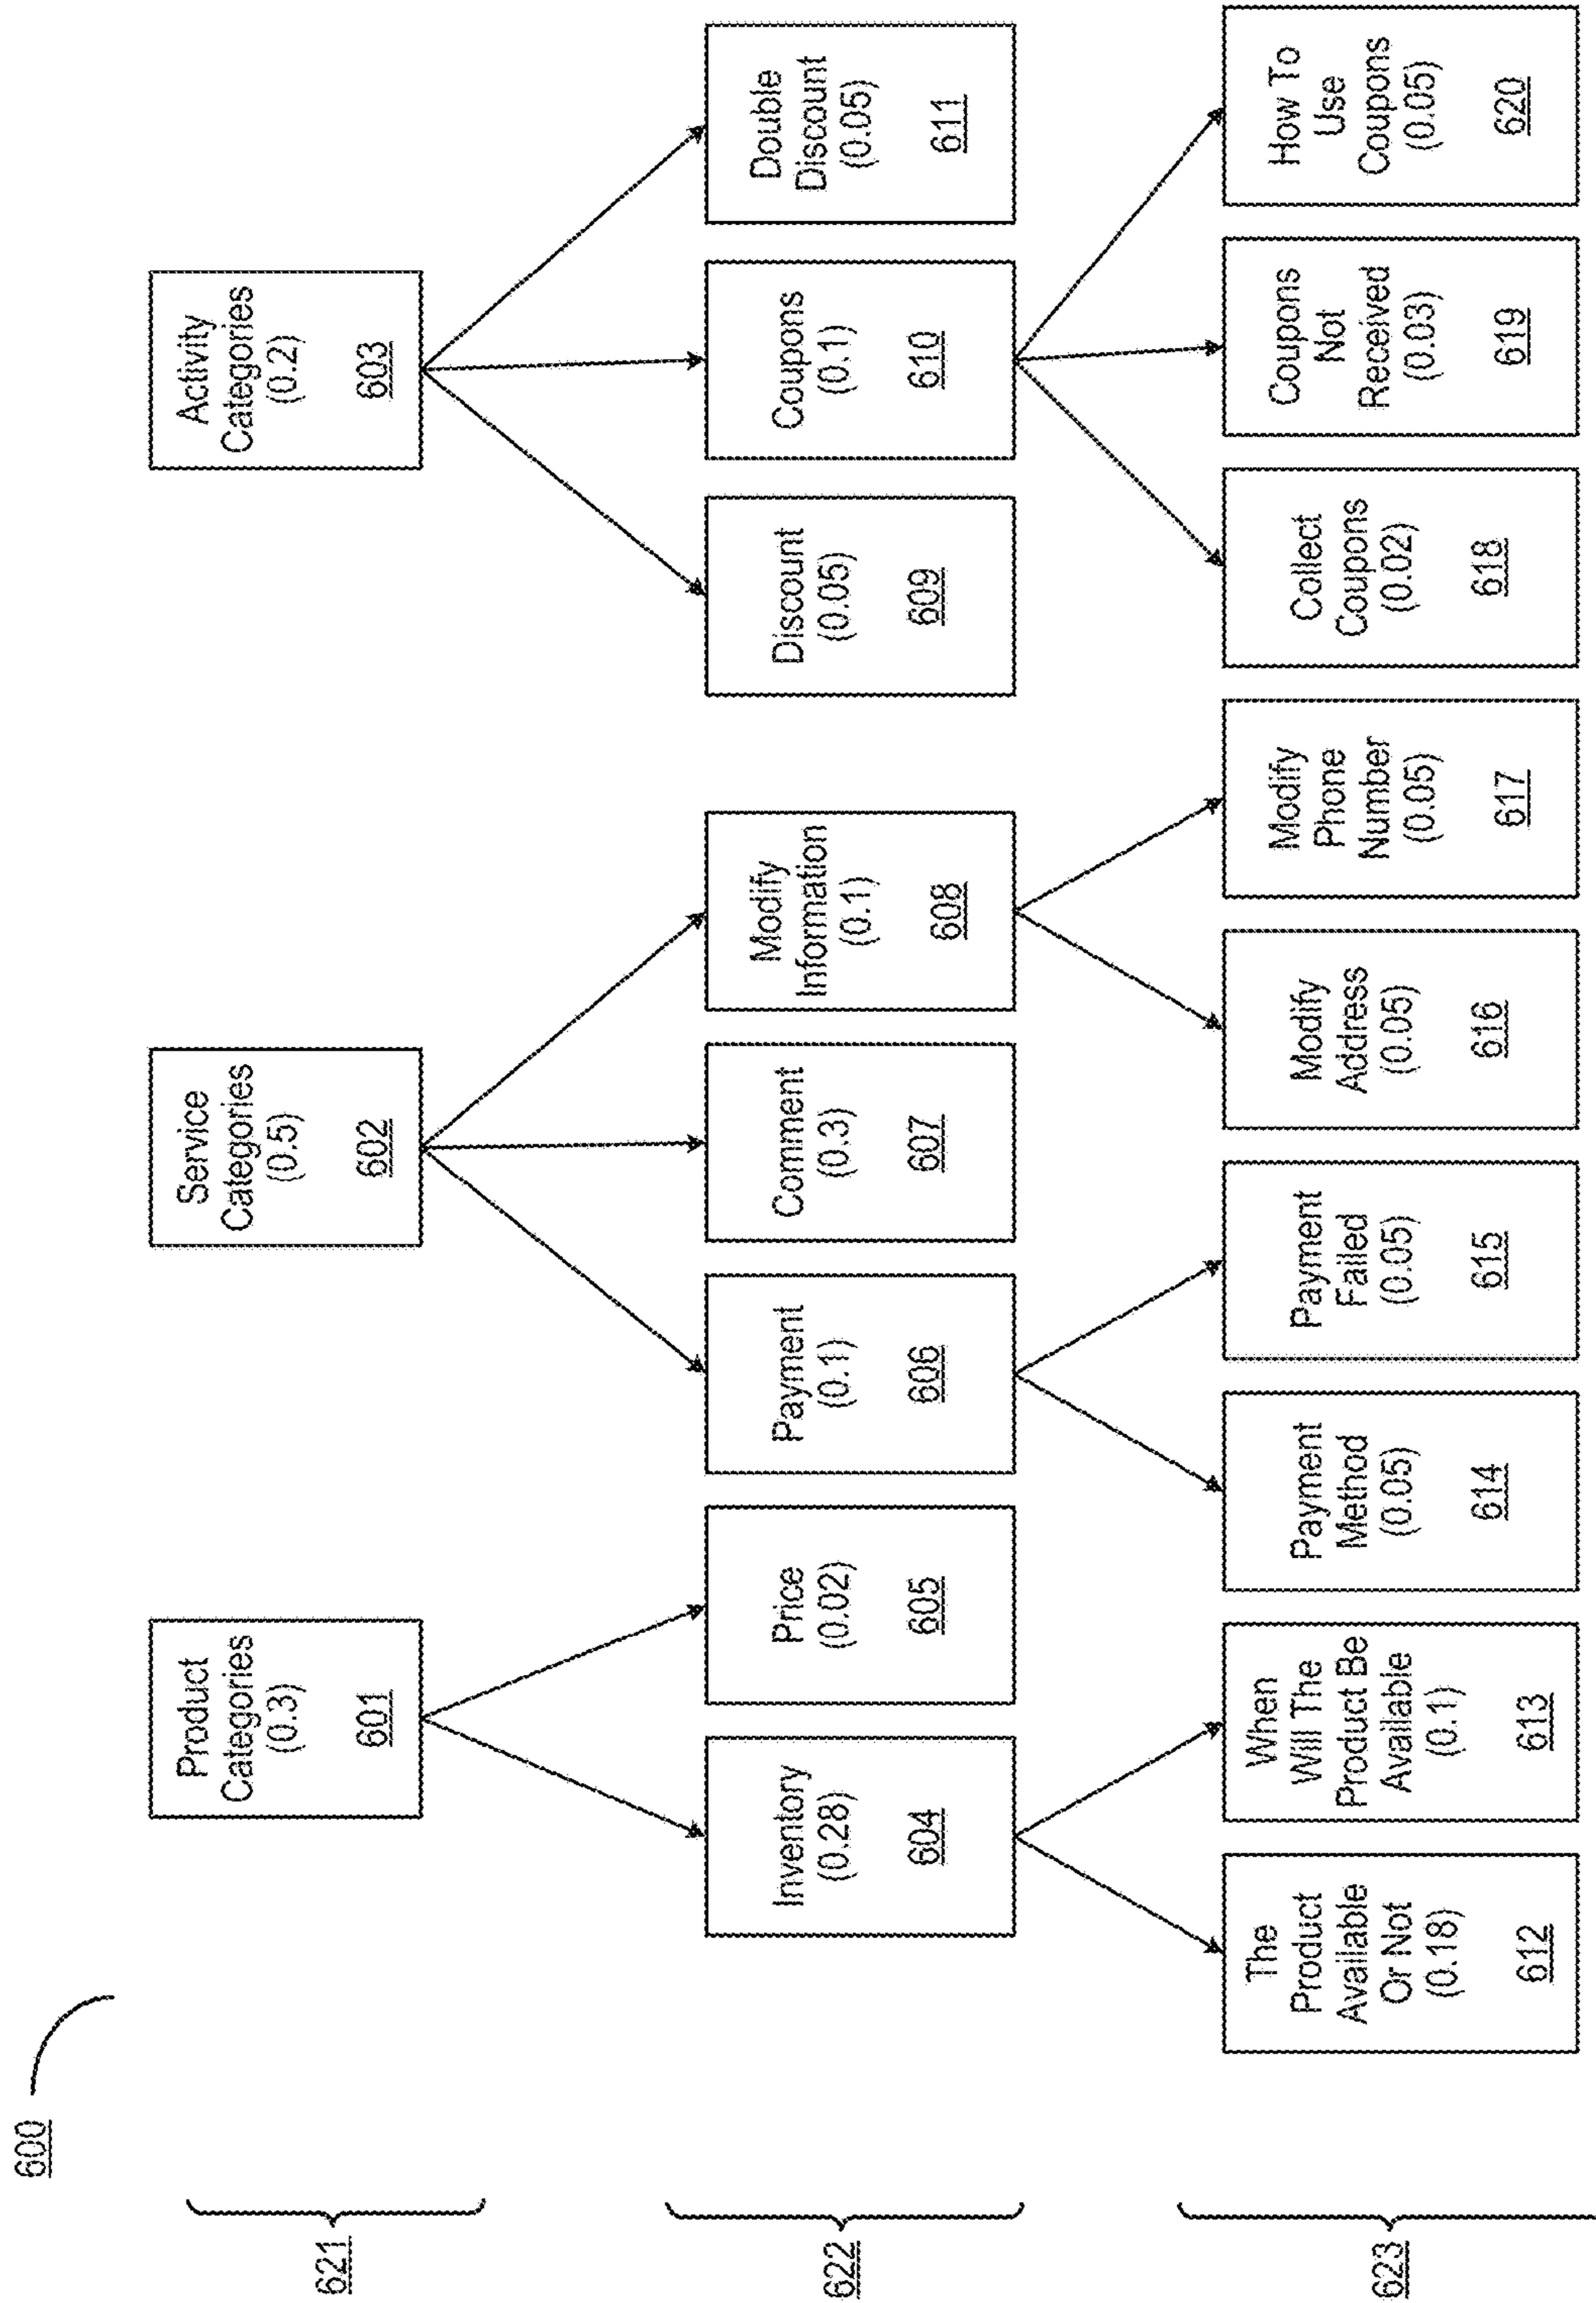 600
621
Product
Categories
(0.3)
601
Service
Categories
(0.5)
602
Activity
Categories
(0.2)
603
622
Inventory
(0.28)
604
Price
(0.02)
605
Payment
(0.1)
606
Comment
(0.3)
607
Modify
Information
(0.1)
608
Discount
(0.05)
609
Coupons
(0.1)
610
Double
Discount
(0.05)
611
623
The
Product
Available
Or Not
(0.18)
612
When
Will The
Product Be
Available
(0.1)
613
Payment
Method
(0.05)
614
Payment
Failed
(0.05)
615
Modify
Address
(0.05)
616
Modify
Phone
Number
(0.05)
617
Collect
Coupons
(0.02)
618
Coupons
Not
Received
(0.03)
619
How To
Use
Coupons
(0.05)
620